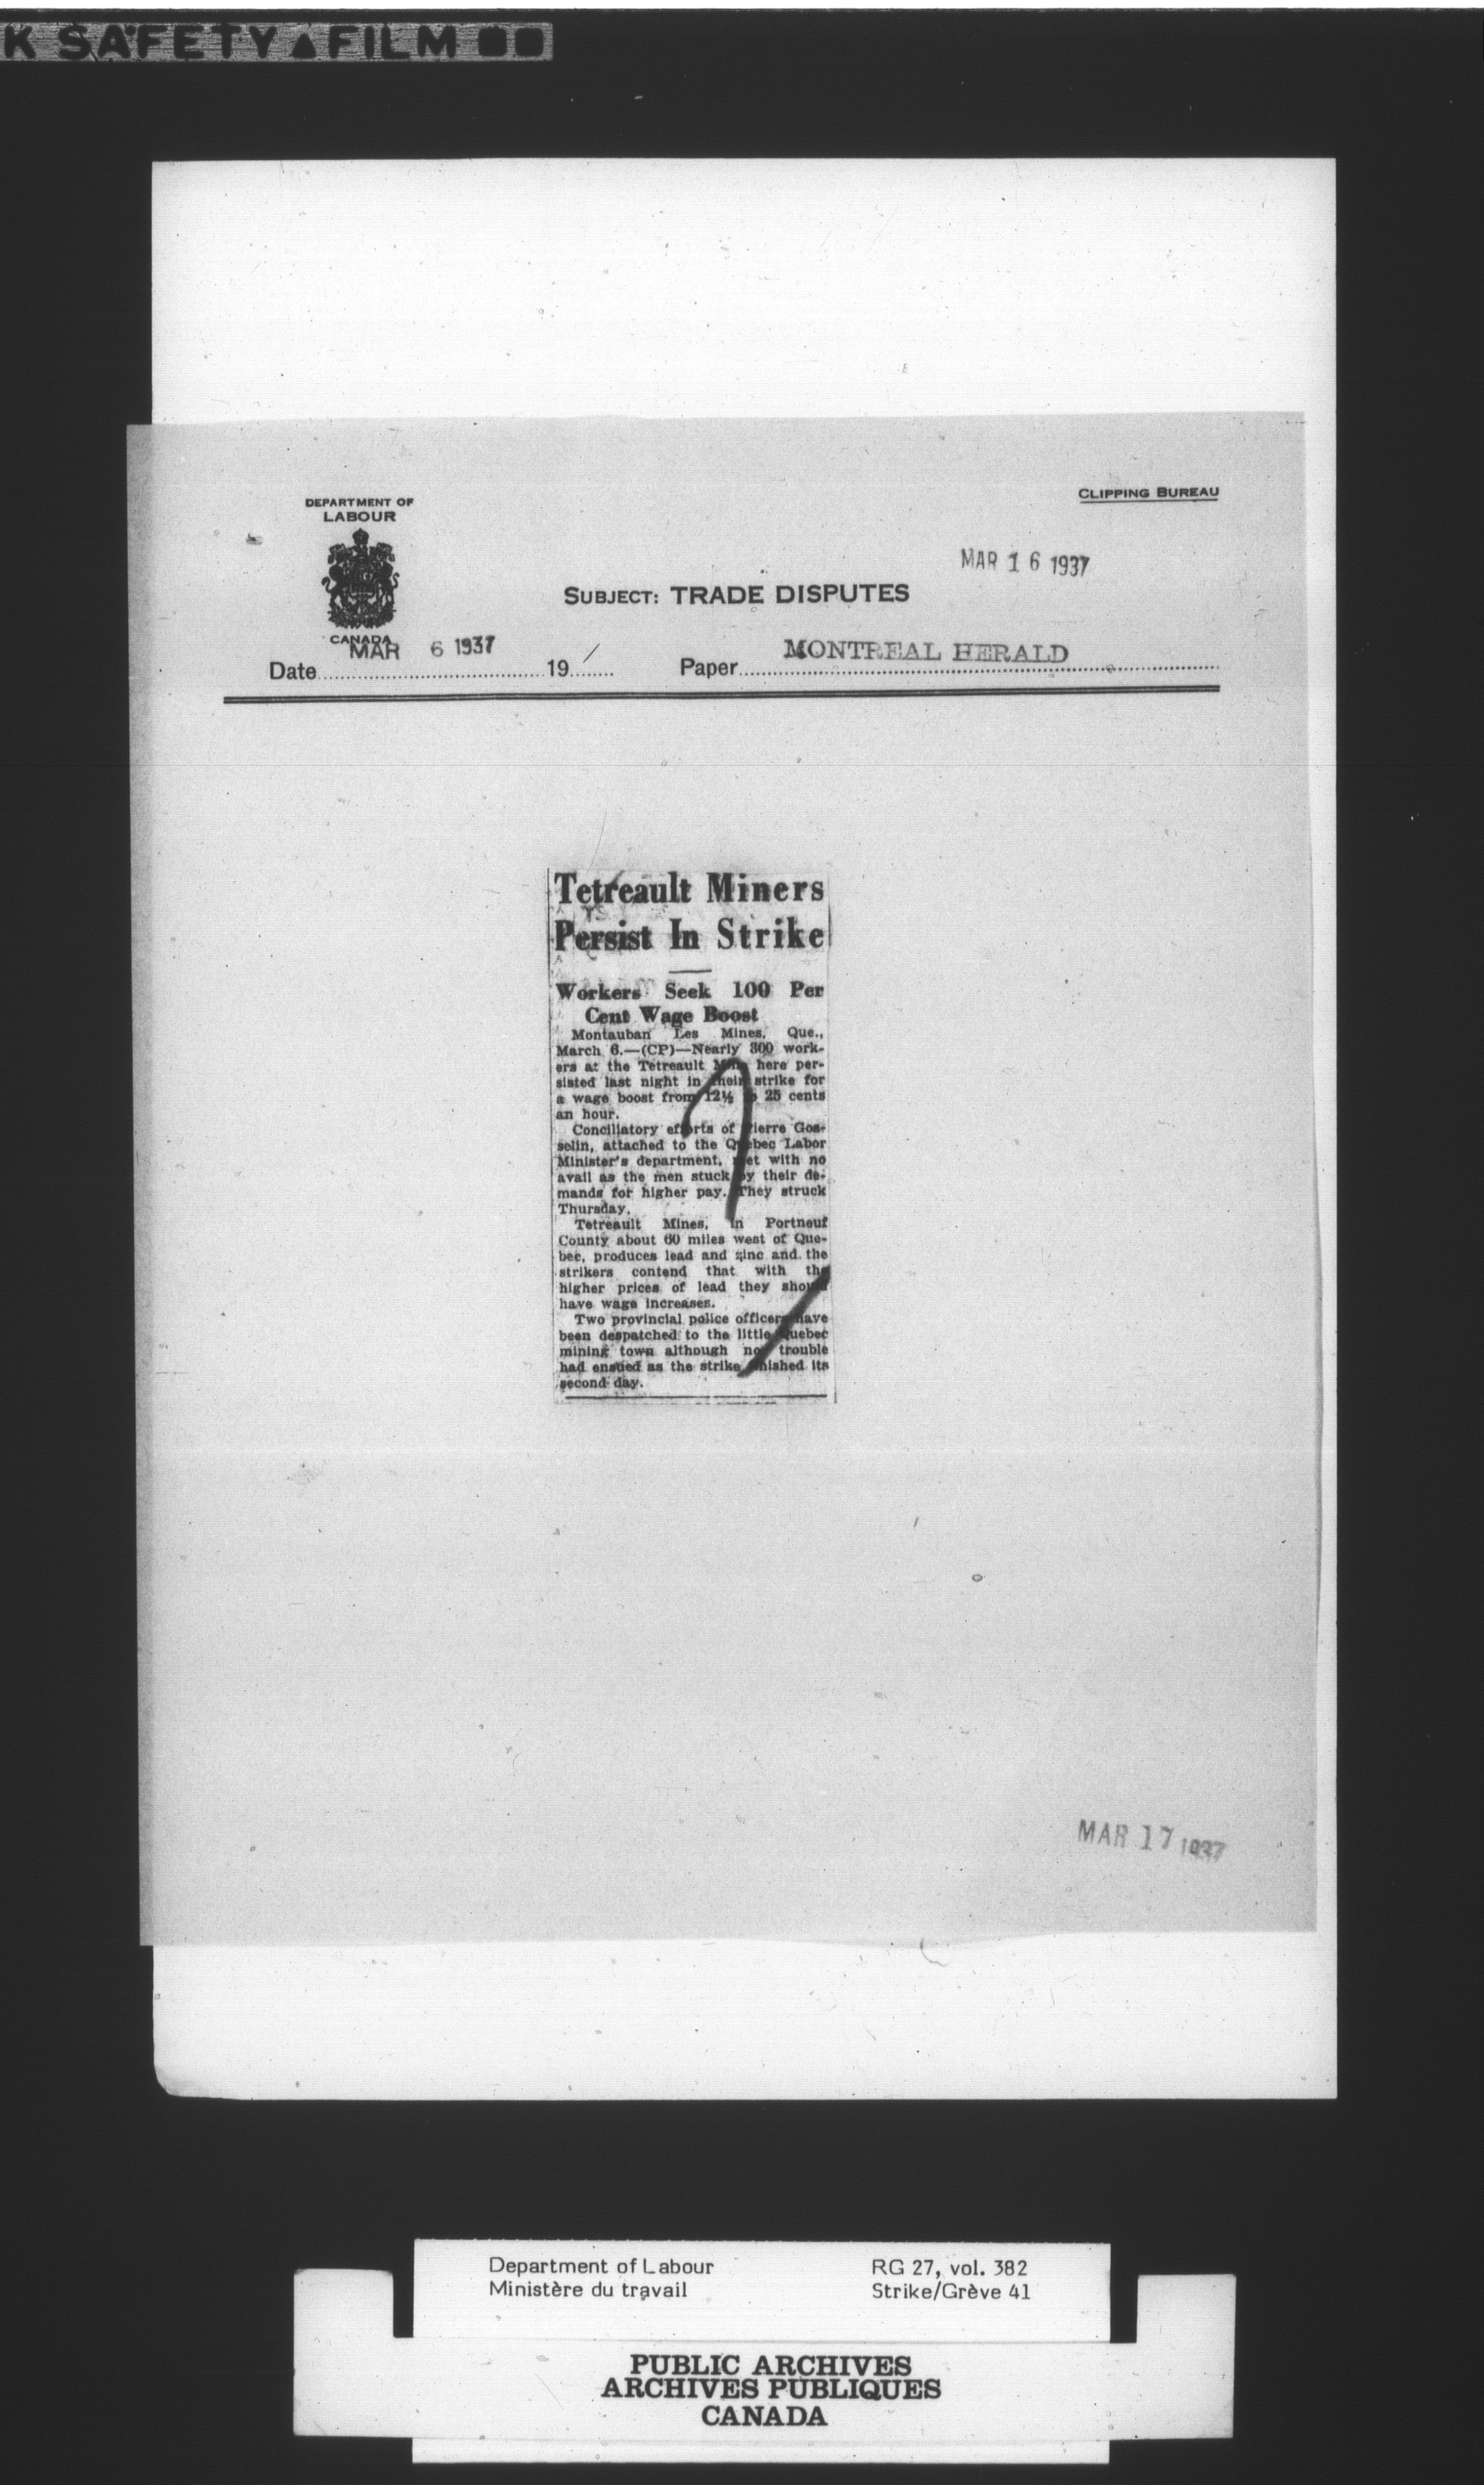 K SAFETY ▲ FILM
DEPARTMENT OF
LABOUR
CANADA
CLIPPING BUREAU
MAR 16 1937
SUBJECT: TRADE DISPUTES
Date MAR 6 1937 19 / Paper MONTREAL HERALD
Tetreault Miners
Persist In Strike
Workers Seek 100 Per
Cent Wage Boost
Montauban Les Mines, Que.,
March 6.—(CP)—Nearly 300 work-
ers at the Tetreault Mine here per-
sisted last night in their strike for
a wage boost from 12½ to 25 cents
an hour.
Conciliatory efforts of Pierre Gos-
selin, attached to the Quebec Labor
Minister's department, met with no
avail as the men stuck by their de-
mands for higher pay. They struck
Thursday.
Tetreault Mines, in Portneuf
County about 60 miles west of Que-
bec, produces lead and zinc and the
strikers contend that with the
higher prices of lead they should
have wage increases.
Two provincial police officers have
been despatched to the little Quebec
mining town although no trouble
had ensued as the strike finished its
second day.
MAR 17 1937
Department of Labour
Ministère du travail
RG 27, vol. 382
Strike/Grève 41
PUBLIC ARCHIVES
ARCHIVES PUBLIQUES
CANADA